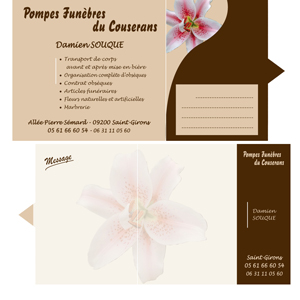 Pompes Funèbres
du Couserans
Damien SOUQUE
• Transport de corps
avant et après mise en bière
• Organisation complète d'obsèques
• Contrat obsèques
• Articles funéraires
• Fleurs naturelles et artificielles
• Marbrerie
Allée Pierre Sémard - 09200 Saint-Girons
05 61 66 60 54 - 06 31 11 05 60
Message
Pompes Funèbres
du Couserans
Damien
SOUQUE
Saint-Girons
05 61 66 60 54
06 31 11 05 60